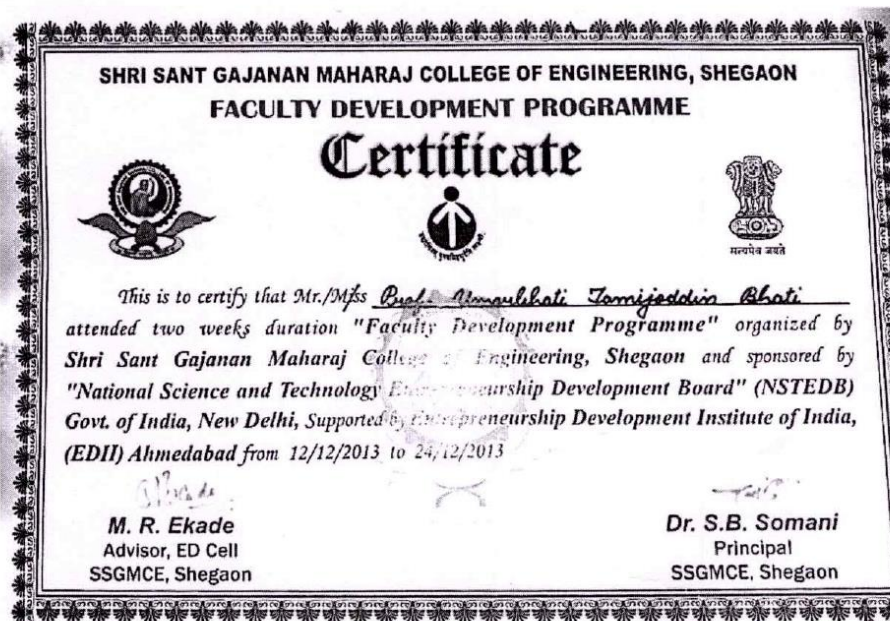 SHRI SANT GAJANAN MAHARAJ COLLEGE OF ENGINEERING, SHEGAON
FACULTY DEVELOPMENT PROGRAMME
Certificate
सत्यमेव जयते
This is to certify that Mr./Miss Prof. Tamijoddin Bhati
attended two weeks duration "Faculty Development Programme" organized by
Shri Sant Gajanan Maharaj College of Engineering, Shegaon and sponsored by
"National Science and Technology Entrepreneurship Development Board" (NSTEDB)
Govt. of India, New Delhi, Supported by Entrepreneurship Development Institute of India,
(EDII) Ahmedabad from 12/12/2013 to 24/12/2013
M. R. Ekade
Advisor, ED Cell
SSGMCE, Shegaon
Dr. S.B. Somani
Principal
SSGMCE, Shegaon